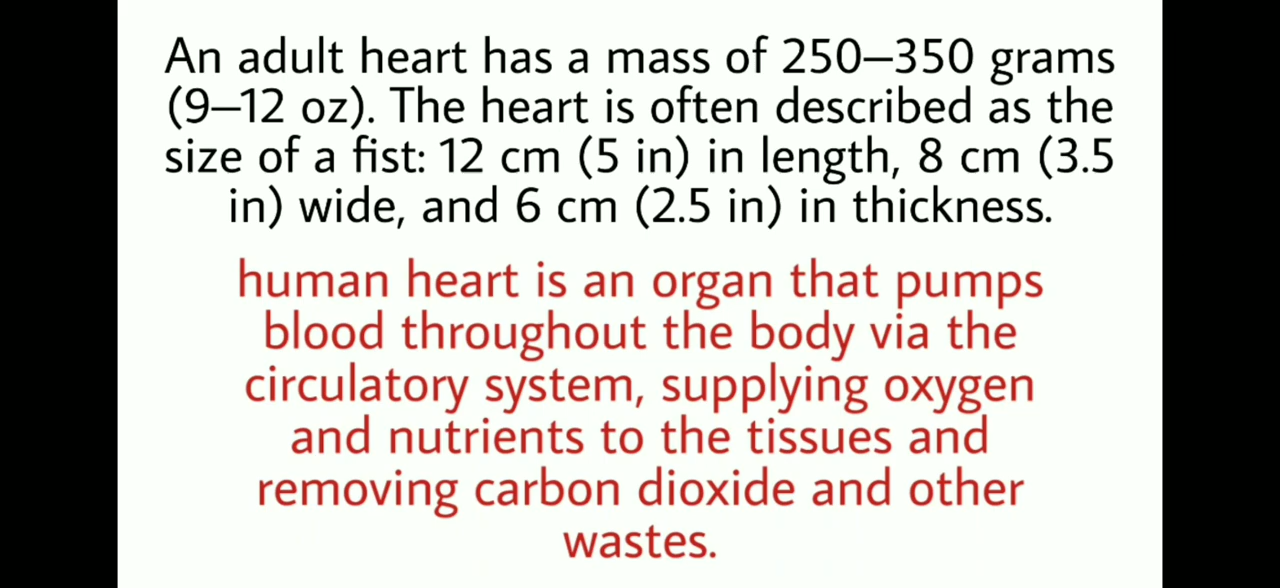 An adult heart has a mass of 250–350 grams
(9–12 oz). The heart is often described as the
size of a fist: 12 cm (5 in) in length, 8 cm (3.5
in) wide, and 6 cm (2.5 in) in thickness.
human heart is an organ that pumps
blood throughout the body via the
circulatory system, supplying oxygen
and nutrients to the tissues and
removing carbon dioxide and other
wastes.